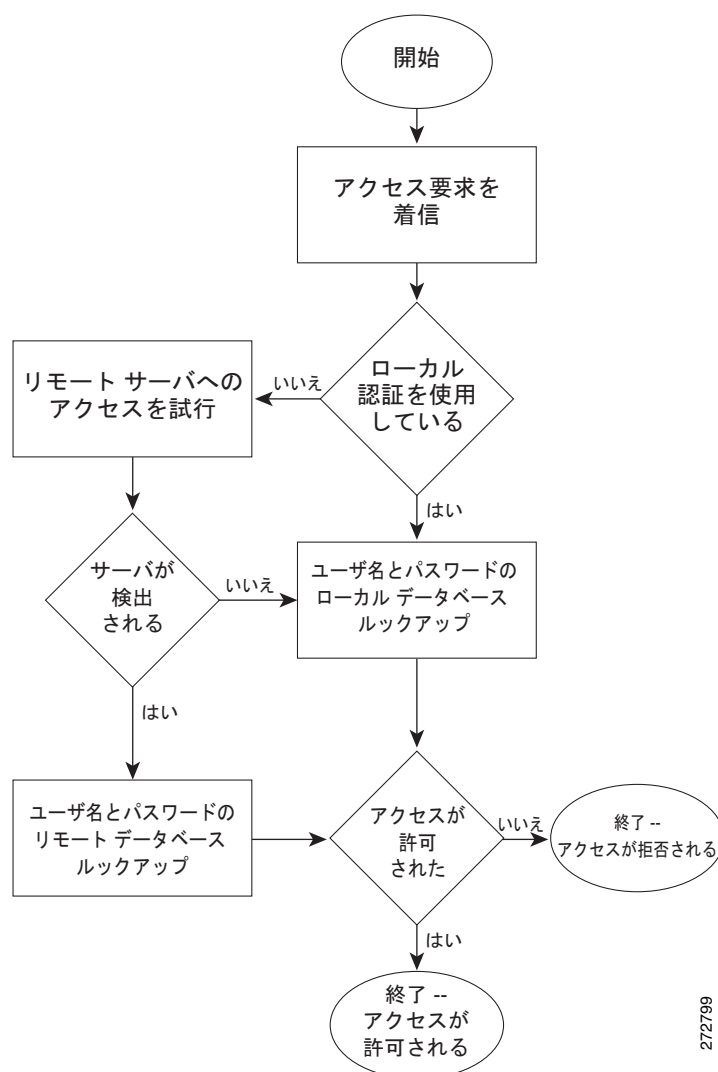 開始
アクセス要求を
着信
ローカル
認証を使用
している
いいえ
リモート サーバへの
アクセスを試行
はい
サーバが
検出
される
いいえ
ユーザ名とパスワードの
ローカル データベース
ルックアップ
はい
ユーザ名とパスワードの
リモート データベース
ルックアップ
アクセスが
許可
された
いいえ
終了 --
アクセスが拒否される
はい
終了 --
アクセスが
許可される
272799